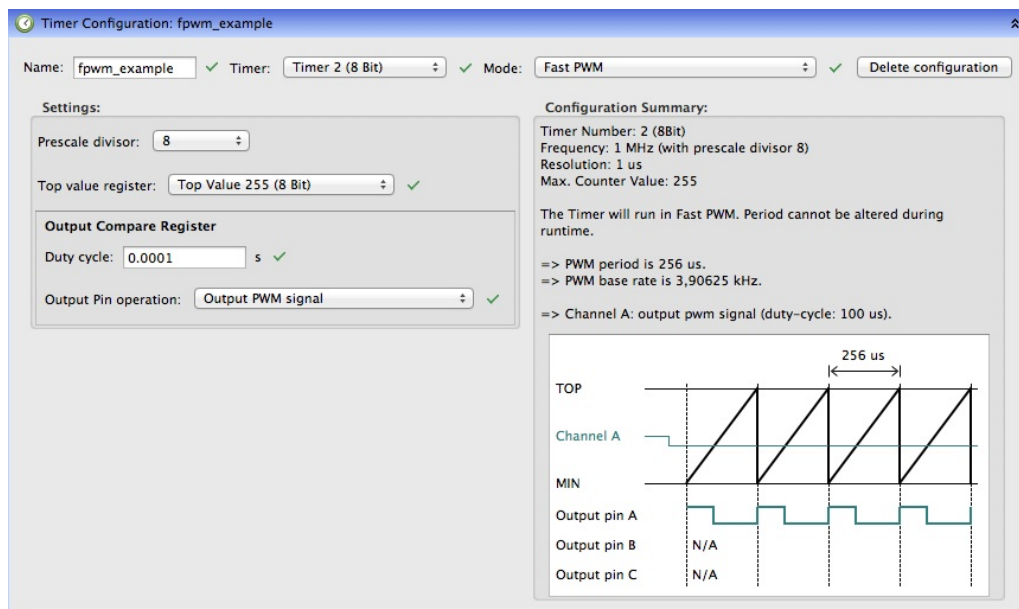 Timer Configuration: fpwm_example
Name: fpwm_example Timer: Timer 2 (8 Bit) Mode: Fast PWM Delete configuration
Settings:
Prescale divisor: 8
Top value register: Top Value 255 (8 Bit)
Output Compare Register
Duty cycle: 0.0001 s
Output Pin operation: Output PWM signal
Configuration Summary:
Timer Number: 2 (8Bit)
Frequency: 1 MHz (with prescale divisor 8)
Resolution: 1 us
Max. Counter Value: 255
The Timer will run in Fast PWM. Period cannot be altered during
runtime.
=> PWM period is 256 us.
=> PWM base rate is 3,90625 kHz.
=> Channel A: output pwm signal (duty-cycle: 100 us).
256 us
TOP
Channel A
MIN
Output pin A
Output pin B N/A
Output pin C N/A